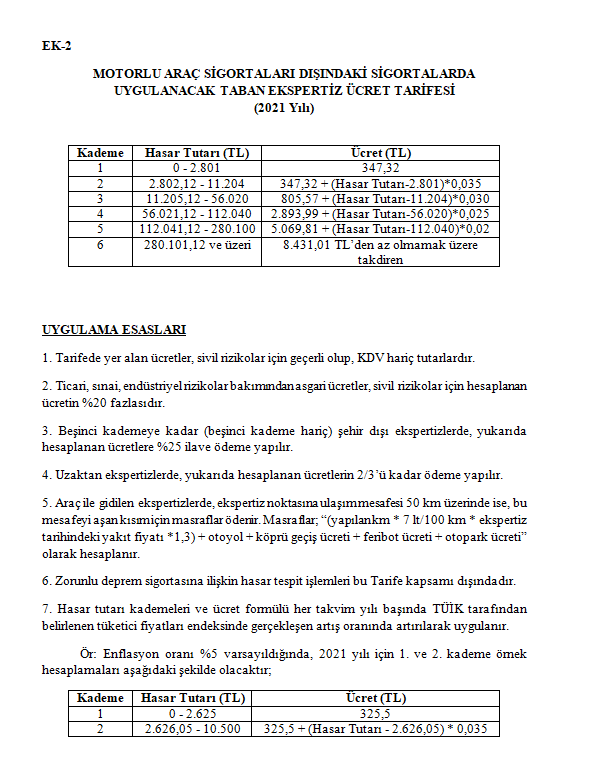 EK-2
MOTORLU ARAÇ SİGORTALARI DIŞINDAKİ SİGORTALARDA
UYGULANACAK TABAN EKSPERTİZ ÜCRET TARİFESİ
(2021 Yılı)
Kademe Hasar Tutarı (TL) Ücret (TL)
1 0 - 2.801 347,32
2 2.802,12 - 11.204 347,32 + (Hasar Tutarı-2.801)*0,035
3 11.205,12 - 56.020 805,57 + (Hasar Tutarı-11.204)*0,030
4 56.021,12 - 112.040 2.893,99 + (Hasar Tutarı-56.020)*0,025
5 112.041,12 - 280.100 5.069,81 + (Hasar Tutarı-112.040)*0,02
6 280.101,12 ve üzeri 8.431,01 TL'den az olmamak üzere
takdiren
UYGULAMA ESASLARI
1. Tarifede yer alan ücretler, sivil rizikolar için geçerli olup, KDV hariç tutarlardır.
2. Ticari, sınai, endüstriyel rizikolar bakımından asgari ücretler, sivil rizikolar için hesaplanan
ücretin %20 fazlasıdır.
3. Beşinci kademeye kadar (beşinci kademe hariç) şehir dışı ekspertizlerde, yukarıda
hesaplanan ücretlere %25 ilave ödeme yapılır.
4. Uzaktan ekspertizlerde, yukarıda hesaplanan ücretlerin 2/3'ü kadar ödeme yapılır.
5. Araç ile gidilen ekspertizlerde, ekspertiz noktasına ulaşım mesafesi 50 km üzerinde ise, bu
mesafeyi aşan kısım için masraflar ödenir. Masraflar; “(yapılan km * 7 lt/100 km * ekspertiz
tarihindeki yakıt fiyatı *1,3) + otoyol + köprü geçiş ücreti + feribot ücreti + otopark ücreti”
olarak hesaplanır.
6. Zorunlu deprem sigortasına ilişkin hasar tespit işlemleri bu Tarife kapsamı dışındadır.
7. Hasar tutarı kademeleri ve ücret formülü her takvim yılı başında TÜİK tarafından
belirlenen tüketici fiyatları endeksinde gerçekleşen artış oranında artırılarak uygulanır.
Ör: Enflasyon oranı %5 varsayıldığında, 2021 yılı için 1. ve 2. kademe örnek
hesaplamaları aşağıdaki şekilde olacaktır;
Kademe Hasar Tutarı (TL) Ücret (TL)
1 0 - 2.625 325,5
2 2.626,05 - 10.500 325,5 + (Hasar Tutarı - 2.626,05) * 0,035